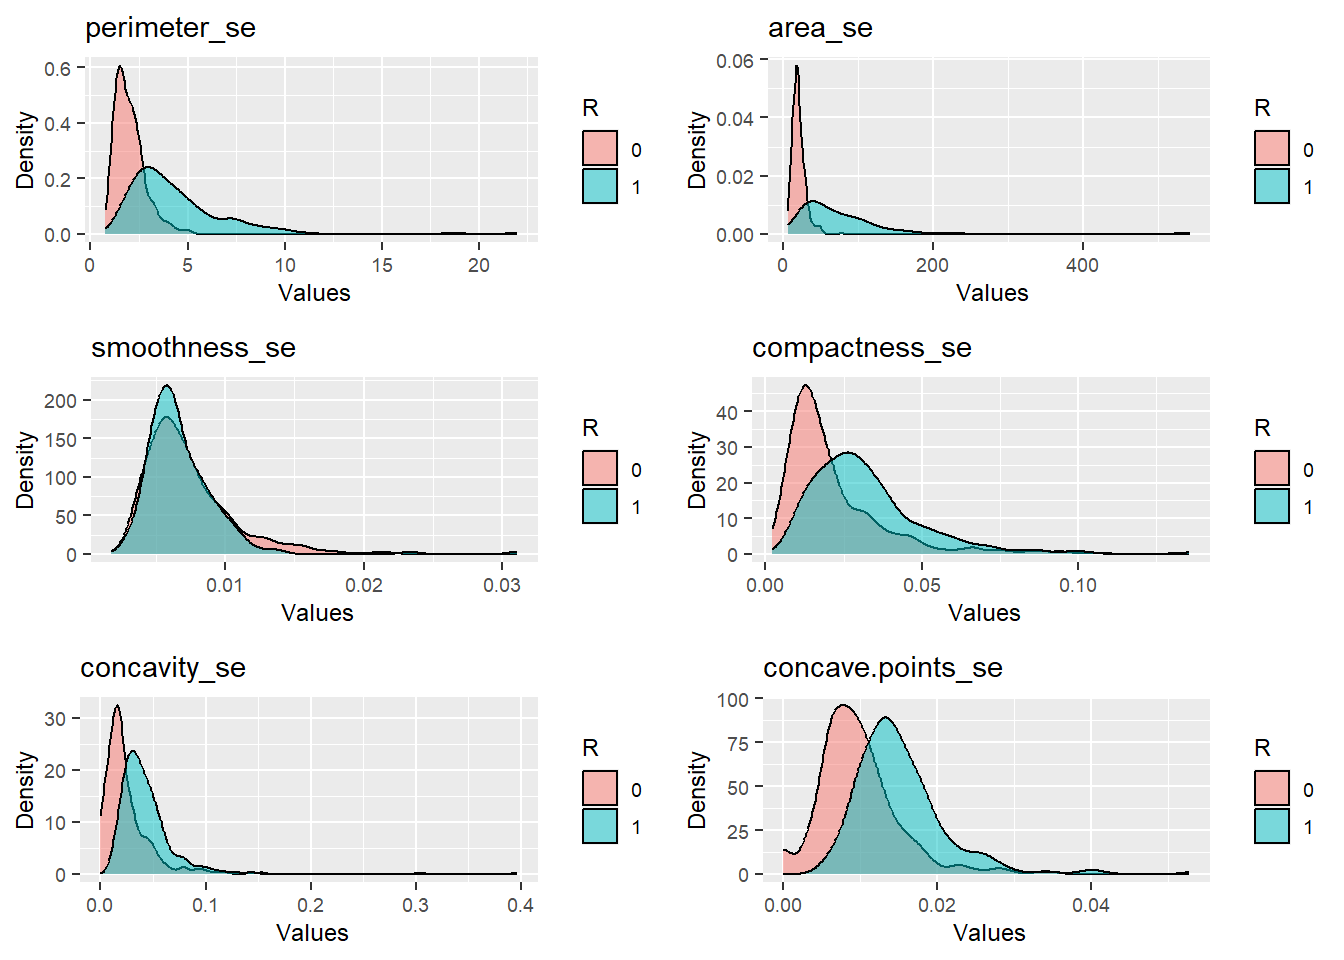 perimeter_se
Density
0.6
0.4
0.2
0.0
0 5 10 15 20
Values
R
0
1
area_se
Density
0.06
0.04
0.02
0.00
0 200 400
Values
R
0
1
smoothness_se
Density
200
150
100
50
0
0.01 0.02 0.03
Values
R
0
1
compactness_se
Density
40
30
20
10
0
0.00 0.05 0.10
Values
R
0
1
concavity_se
Density
30
20
10
0
0.0 0.1 0.2 0.3 0.4
Values
R
0
1
concave.points_se
Density
100
75
50
25
0
0.00 0.02 0.04
Values
R
0
1